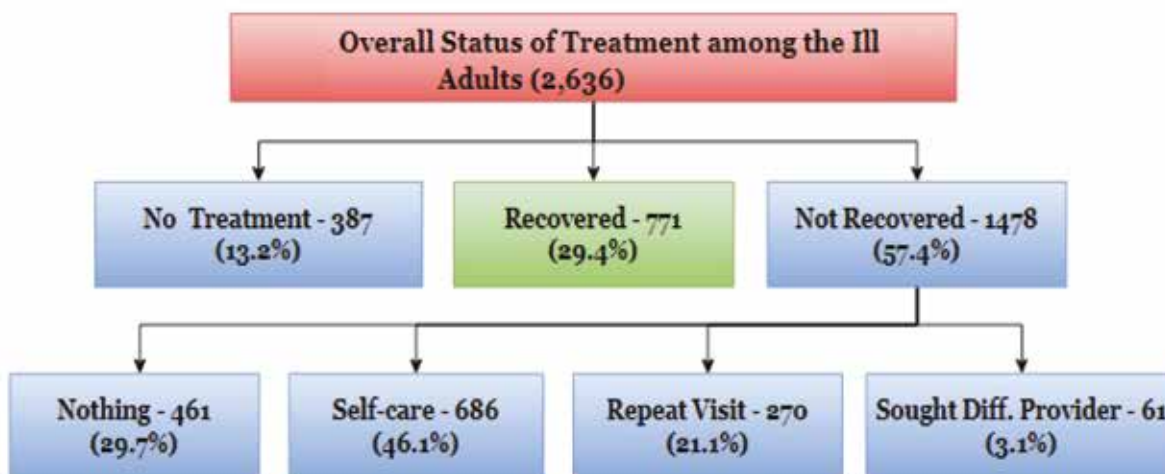 Overall Status of Treatment among the Ill
Adults (2,636)
No Treatment - 387
(13.2%)
Recovered - 771
(29.4%)
Not Recovered - 1478
(57.4%)
Nothing - 461
(29.7%)
Self-care - 686
(46.1%)
Repeat Visit - 270
(21.1%)
Sought Diff. Provider - 61
(3.1%)